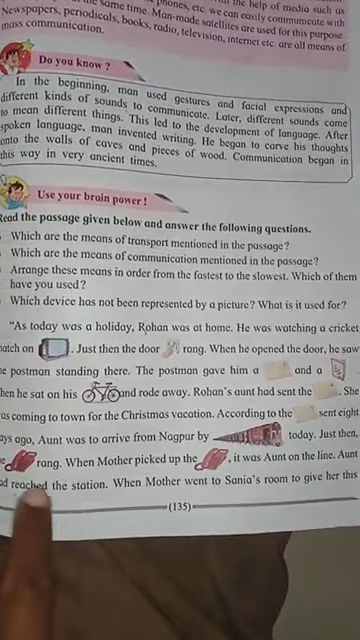 the same time. Man-made satellites are used for this purpose
phones, etc. we can easily communicate with
the help of media such as
Newspapers, periodicals, books, radio, television, internet etc. are all means of
mass communication.
Do you know ?
In the beginning, man used gestures and facial expressions and
different kinds of sounds to communicate. Later, different sounds came
to mean different things. This led to the development of language. After
spoken language, man invented writing. He began to carve his thoughts
onto the walls of caves and pieces of wood. Communication began in
this way in very ancient times.
Use your brain power !
Read the passage given below and answer the following questions.
Which are the means of transport mentioned in the passage?
Which are the means of communication mentioned in the passage?
Arrange these means in order from the fastest to the slowest. Which of them
have you used?
Which device has not been represented by a picture? What is it used for?
"As today was a holiday, Rohan was at home. He was watching a cricket
match on . Just then the door rang. When he opened the door, he saw
postman standing there. The postman gave him a and a .
then he sat on his and rode away. Rohan's aunt had sent the . She
was coming to town for the Christmas vacation. According to the sent eight
days ago, Aunt was to arrive from Nagpur by today. Just then,
rang. When Mother picked up the , it was Aunt on the line. Aunt
reached the station. When Mother went to Sania's room to give her this
(135)